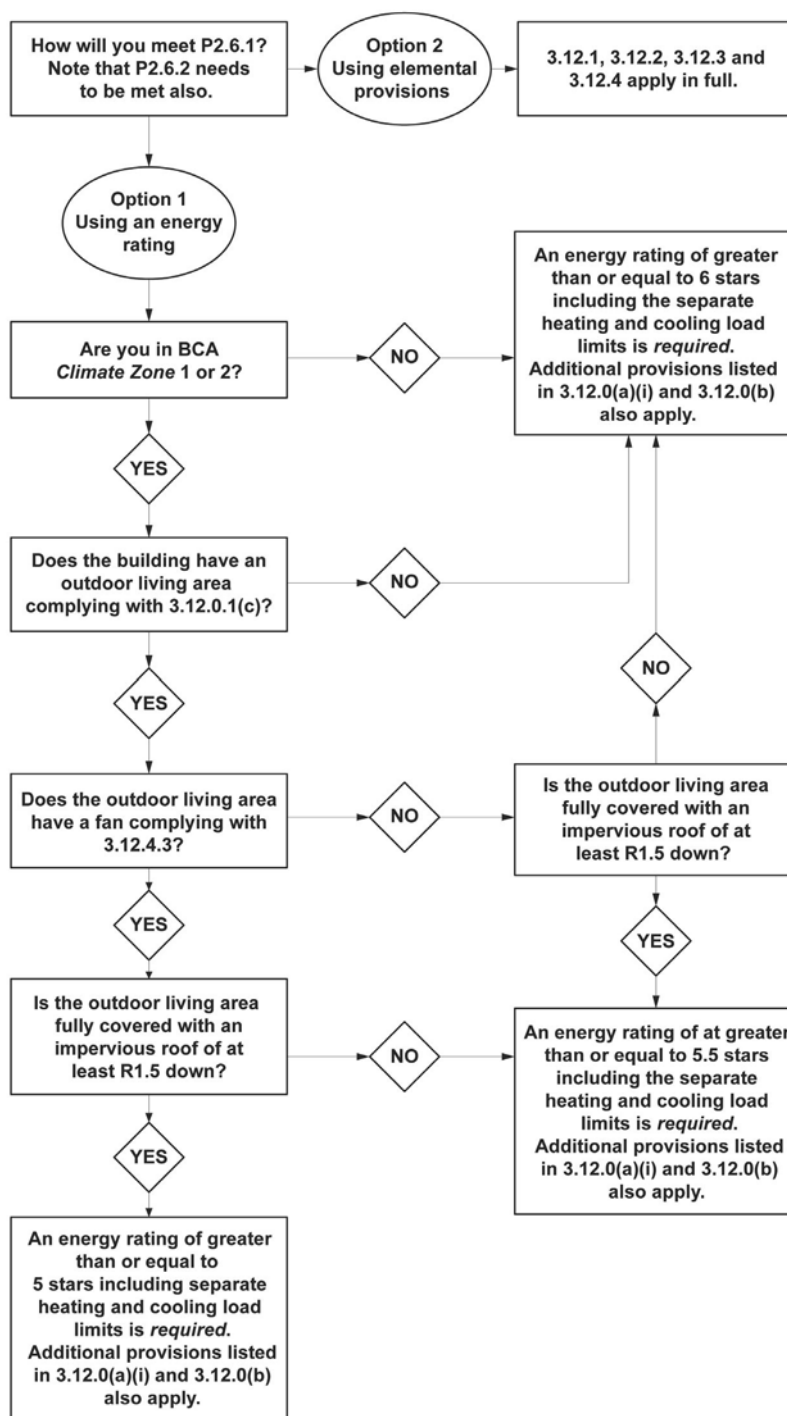 How will you meet P2.6.1?
Note that P2.6.2 needs
to be met also.
Option 2
Using elemental
provisions
3.12.1, 3.12.2, 3.12.3 and
3.12.4 apply in full.
Option 1
Using an energy
rating
Are you in BCA
Climate Zone 1 or 2?
NO
An energy rating of greater
than or equal to 6 stars
including the separate
heating and cooling load
limits is required.
Additional provisions listed
in 3.12.0(a)(i) and 3.12.0(b)
also apply.
YES
Does the building have an
outdoor living area
complying with 3.12.0.1(c)?
NO
NO
YES
Does the outdoor living area
have a fan complying with
3.12.4.3?
NO
Is the outdoor living area
fully covered with an
impervious roof of at
least R1.5 down?
YES
YES
Is the outdoor living area
fully covered with an
impervious roof of at
least R1.5 down?
NO
An energy rating of at greater
than or equal to 5.5 stars
including the separate
heating and cooling load
limits is required.
Additional provisions listed
in 3.12.0(a)(i) and 3.12.0(b)
also apply.
YES
An energy rating of greater
than or equal to
5 stars including separate
heating and cooling load
limits is required.
Additional provisions listed
in 3.12.0(a)(i) and 3.12.0(b)
also apply.